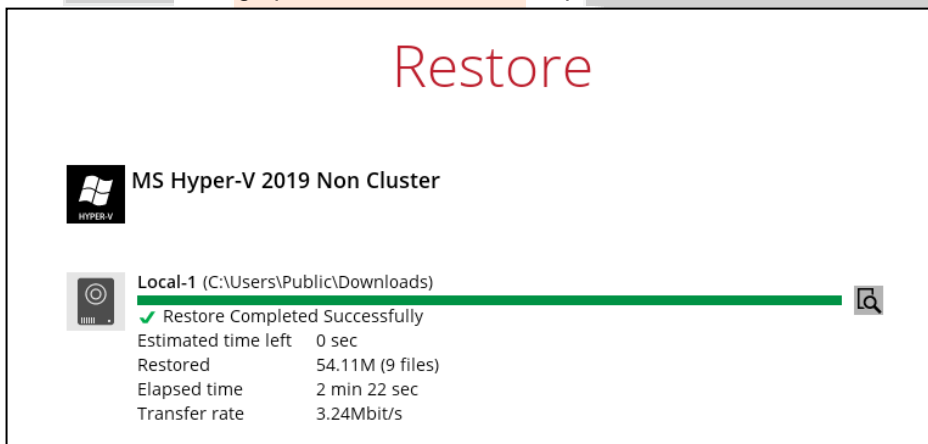 Restore
MS Hyper-V 2019 Non Cluster
HYPER-V
Local-1 (C:\Users\Public\Downloads)
Restore Completed Successfully
Estimated time left 0 sec
Restored 54.11M (9 files)
Elapsed time 2 min 22 sec
Transfer rate 3.24Mbit/s